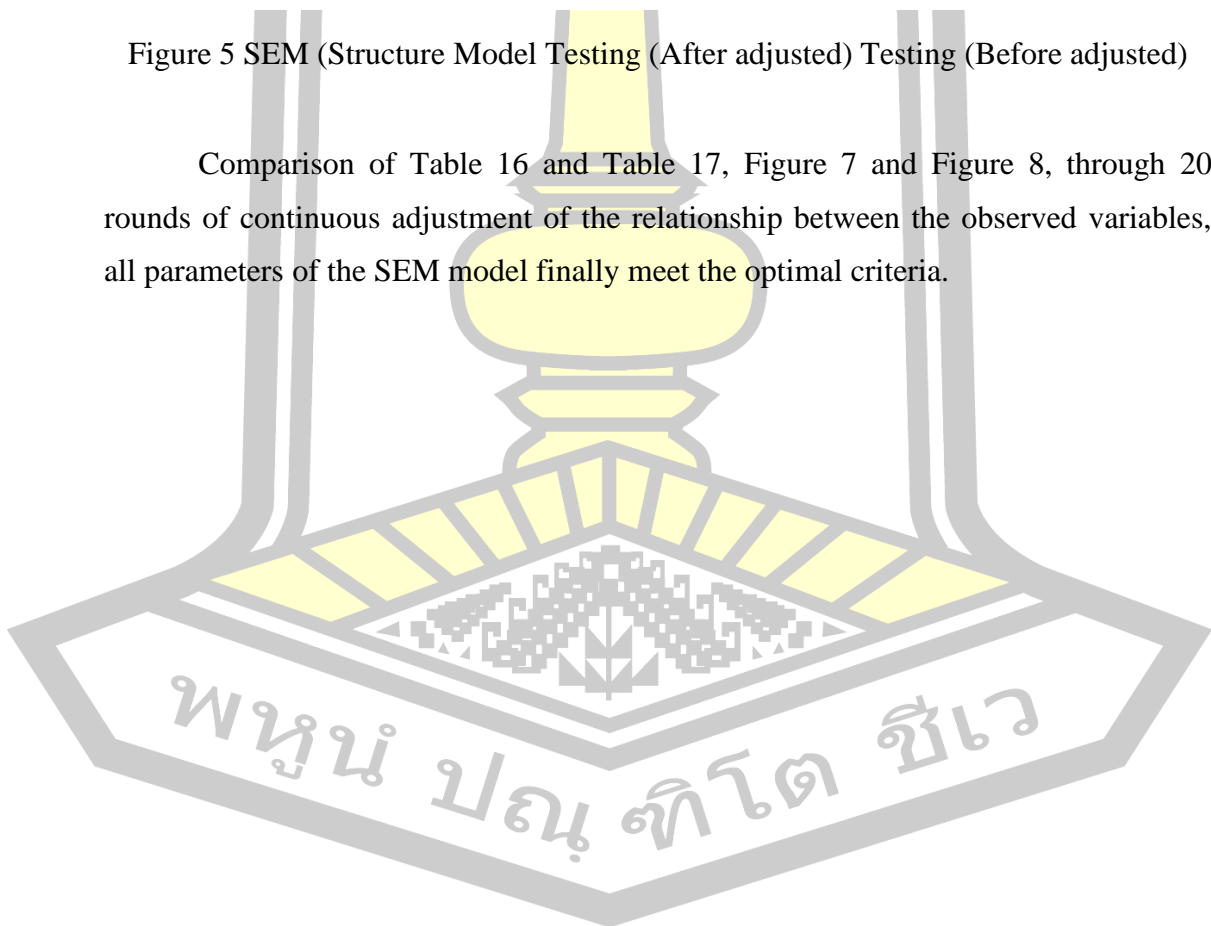 Figure 5 SEM (Structure Model Testing (After adjusted) Testing (Before adjusted)
Comparison of Table 16 and Table 17, Figure 7 and Figure 8, through 20
rounds of continuous adjustment of the relationship between the observed variables,
all parameters of the SEM model finally meet the optimal criteria.
พหูนํ ปณฺฑิโต ชีเว